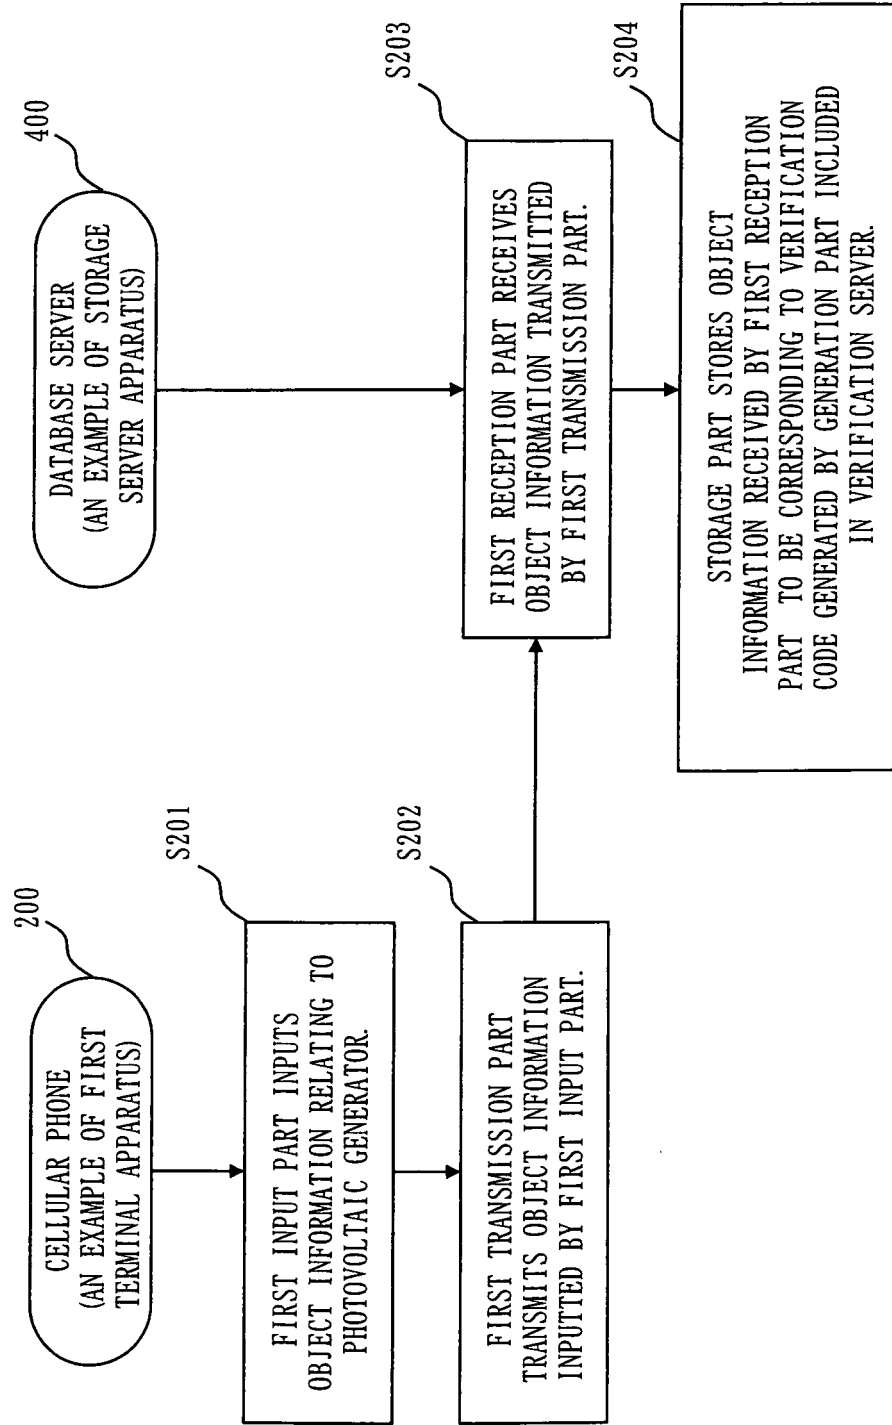 200
CELLULAR PHONE
(AN EXAMPLE OF FIRST
TERMINAL APPARATUS)
S201
FIRST INPUT PART INPUTS
OBJECT INFORMATION RELATING TO
PHOTOVOLTAIC GENERATOR.
S202
FIRST TRANSMISSION PART
TRANSMITS OBJECT INFORMATION
INPUTTED BY FIRST INPUT PART.
400
DATABASE SERVER
(AN EXAMPLE OF STORAGE
SERVER APPARATUS)
S203
FIRST RECEPTION PART RECEIVES
OBJECT INFORMATION TRANSMITTED
BY FIRST TRANSMISSION PART.
S204
STORAGE PART STORES OBJECT
INFORMATION RECEIVED BY FIRST RECEPTION
PART TO BE CORRESPONDING TO VERIFICATION
CODE GENERATED BY GENERATION PART INCLUDED
IN VERIFICATION SERVER.